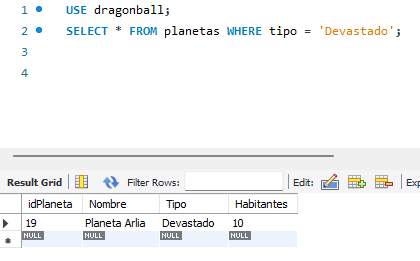 1 USE dragonball;
2 SELECT * FROM planetas WHERE tipo = 'Devastado';
3
4
Result Grid Filter Rows: Edit:
idPlaneta Nombre Tipo Habitantes
19 Planeta Arlia Devastado 10
NULL NULL NULL NULL